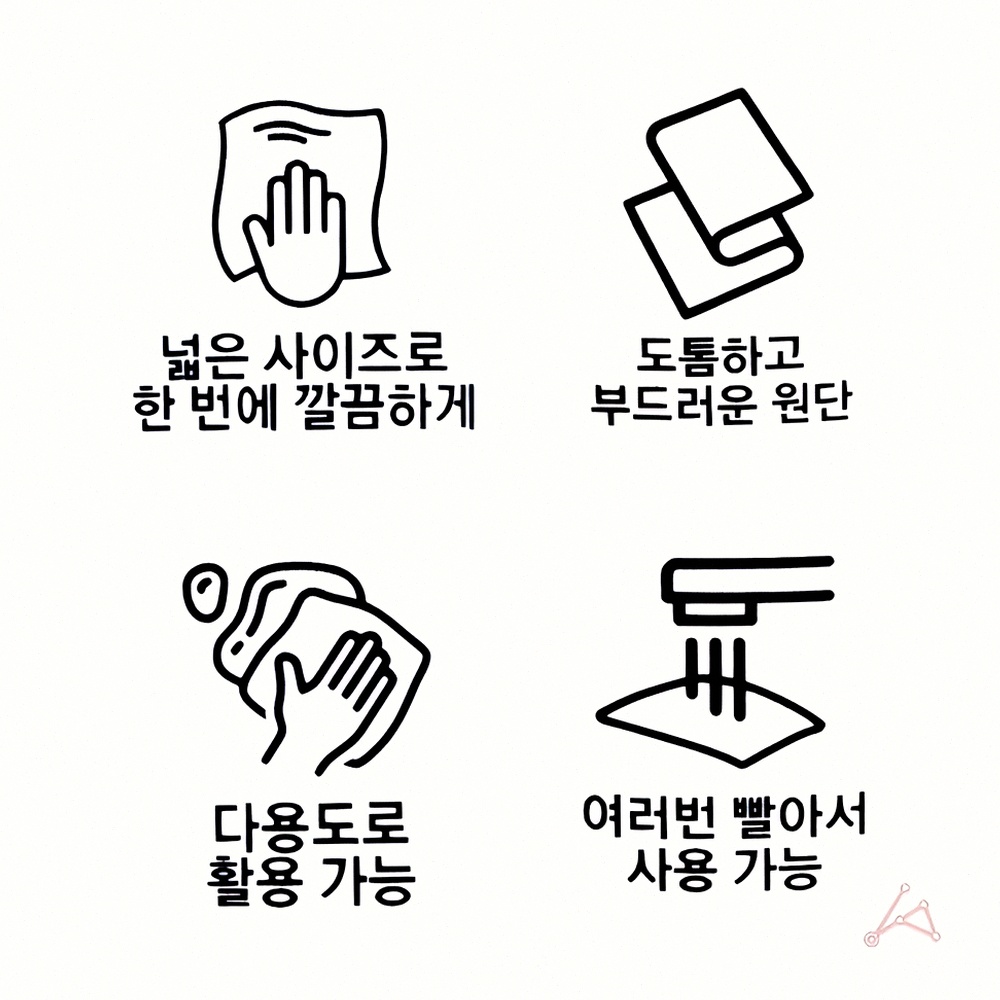 넓은 사이즈로
한 번에 깔끔하게
도톰하고
부드러운 원단
다용도로
활용 가능
여러번 빨아서
사용 가능